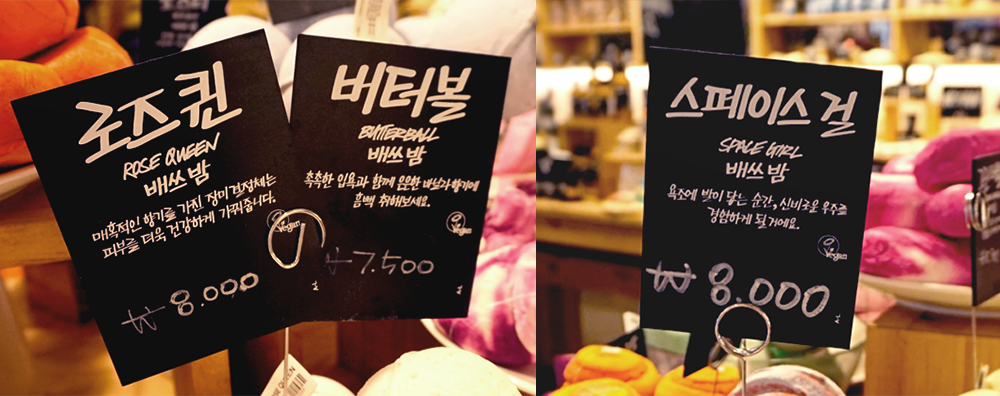 로즈퀸
ROSE QUEEN
배쓰 밤
매혹적인 향기를 가진 장미 결정체는
피부를 더욱 건강하게 가꿔줍니다.
Vegan
₩ 8.000
버터볼
BUTTERBALL
배쓰 밤
촉촉한 입욕과 함께 은은한 바닐라향기에
흠뻑 취해보세요.
Vegan
₩ 7.500
스페이스 걸
SPACE GIRL
배쓰 밤
욕조에 밤이 닿는 순간, 신비로운 우주를
경험하게 될거에요.
Vegan
₩ 8.000